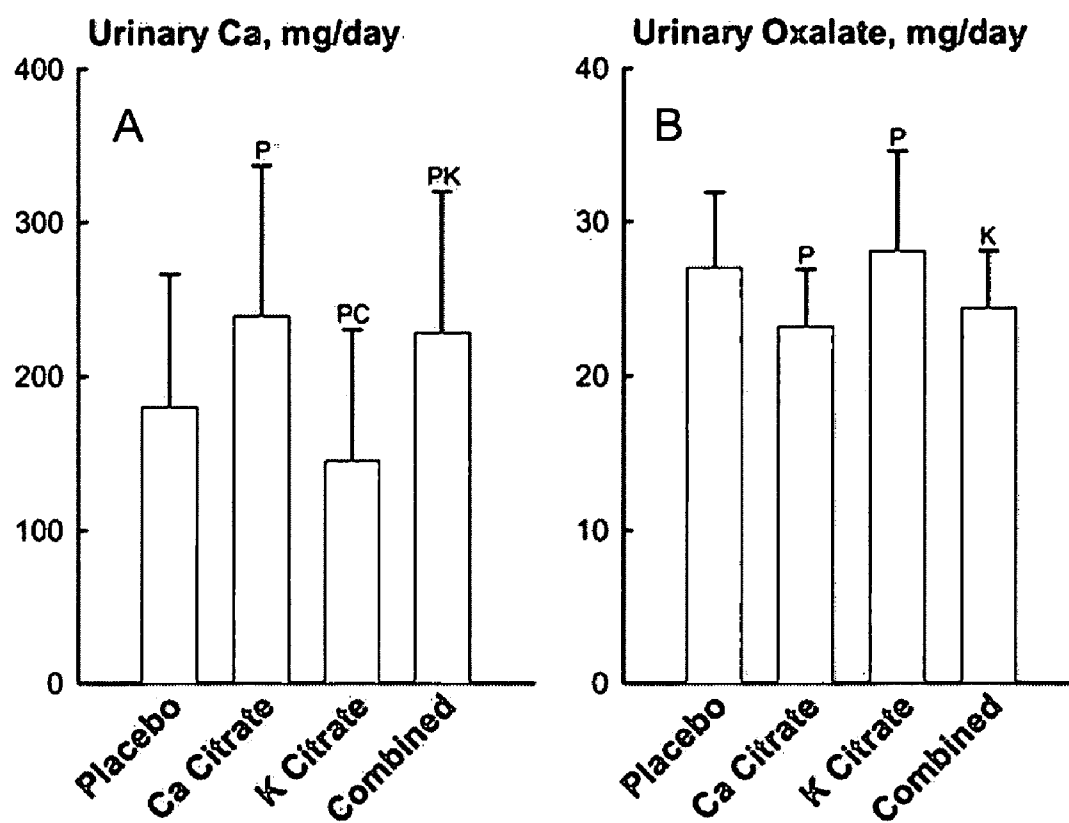 Urinary Ca, mg/day
400
300
200
100
0
A
P
PC
PK
Placebo
Ca Citrate
K Citrate
Combined
Urinary Oxalate, mg/day
40
30
20
10
0
B
P
P
K
Placebo
Ca Citrate
K Citrate
Combined